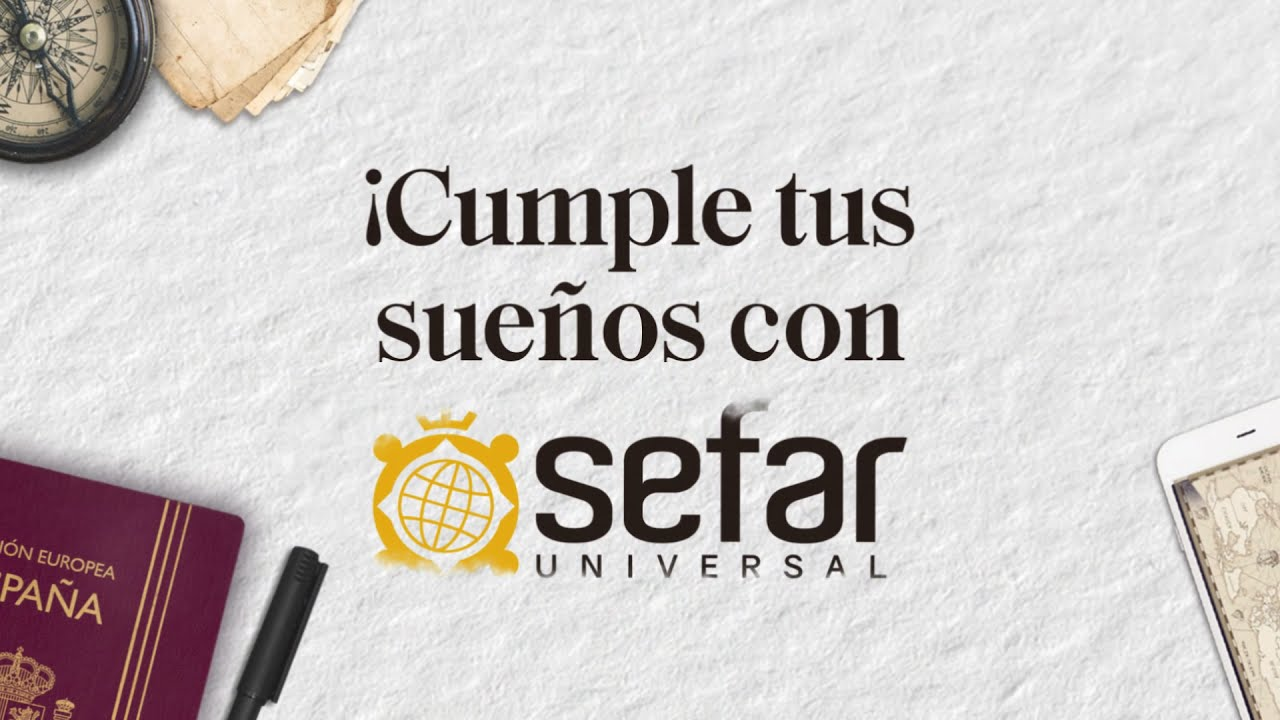 ¡Cumple tus
sueños con
sefar
UNIVERSAL
IÓN EUROPEA
PAÑA
S